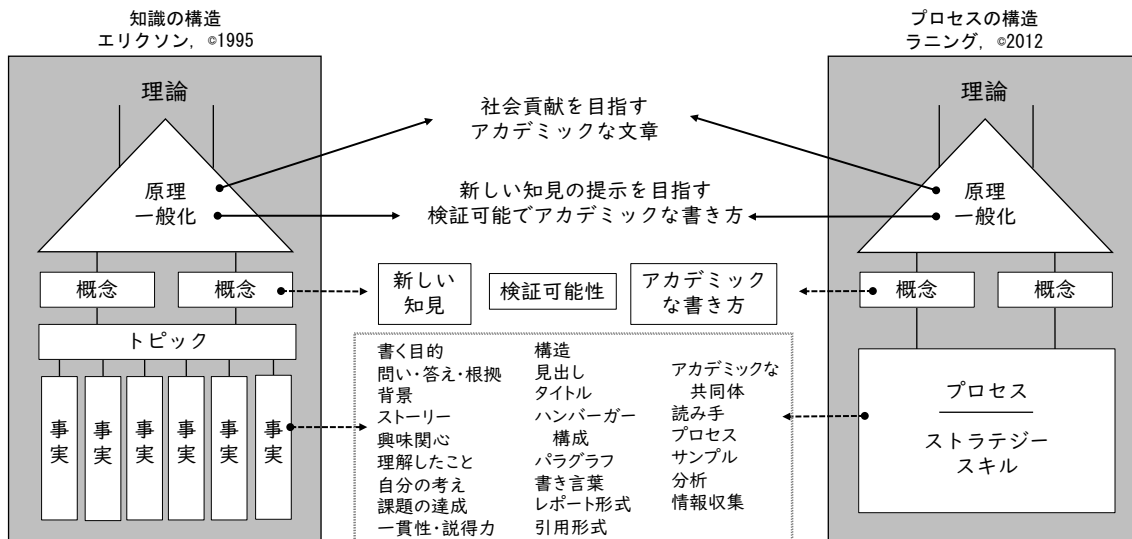 知識の構造
エリクソン, ©1995
理論
原理
一般化
概念
概念
トピック
事実
事実
事実
事実
事実
事実
社会貢献を目指す
アカデミックな文章
新しい知見の提示を目指す
検証可能でアカデミックな書き方
新しい
知見
検証可能性
アカデミック
な書き方
書く目的
問い・答え・根拠
背景
ストーリー
興味関心
理解したこと
自分の考え
課題の達成
一貫性・説得力
構造
見出し
タイトル
ハンバーガー
構成
パラグラフ
書き言葉
レポート形式
引用形式
アカデミックな
共同体
読み手
プロセス
サンプル
分析
情報収集
プロセスの構造
ラニング, ©2012
理論
原理
一般化
概念
概念
プロセス
ストラテジー
スキル